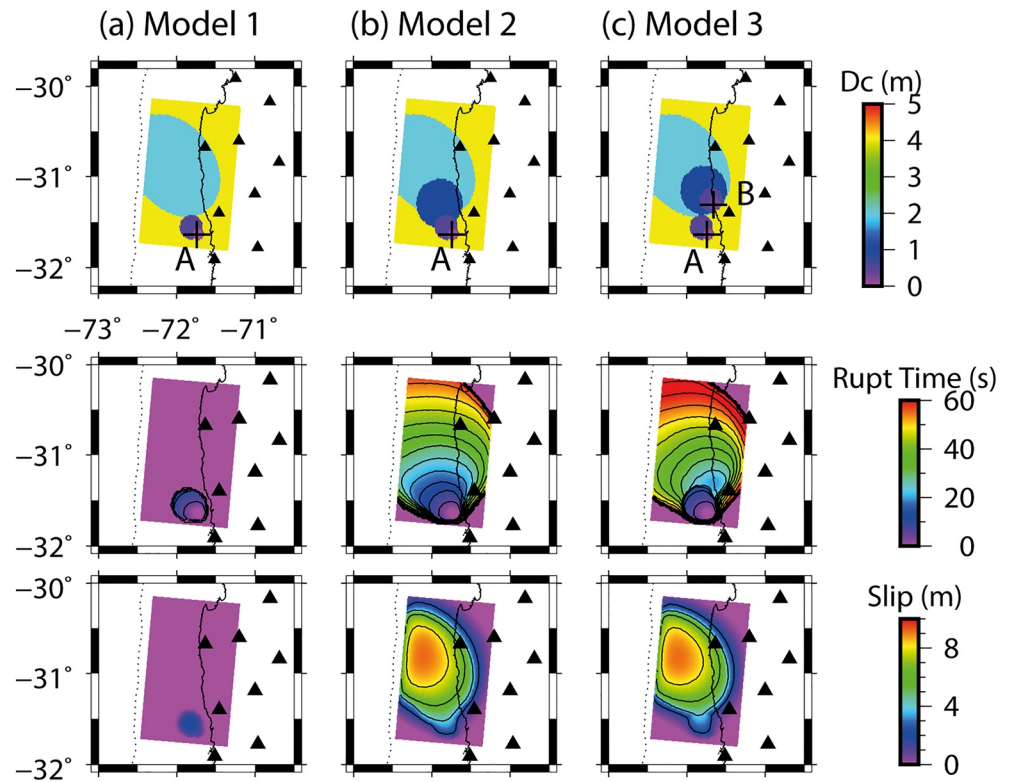 (a) Model 1 (b) Model 2 (c) Model 3
−30˚
−31˚
−32˚
A
A
A
B
Dc (m)
5
4
3
2
1
0
−73˚ −72˚ −71˚
−30˚
−31˚
−32˚
Rupt Time (s)
60
40
20
0
−30˚
−31˚
−32˚
Slip (m)
8
4
0